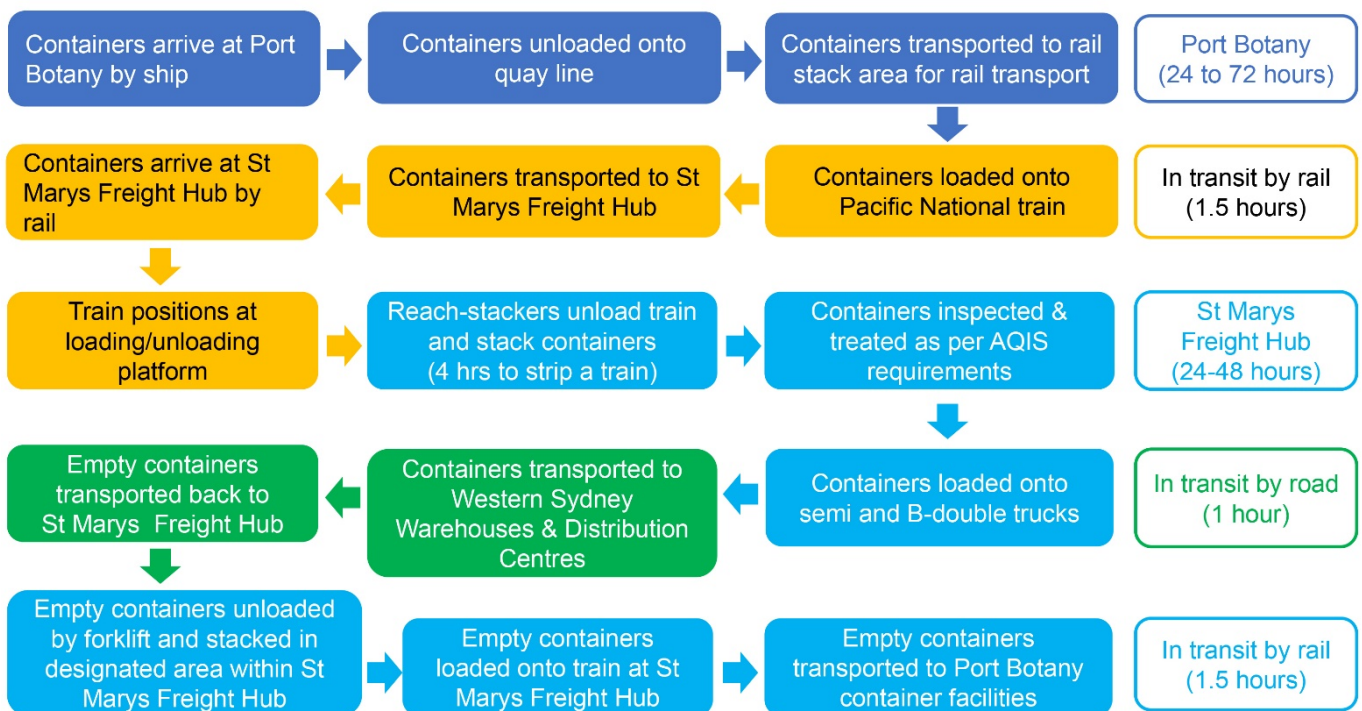 Containers arrive at Port
Botany by ship
Containers unloaded onto
quay line
Containers transported to rail
stack area for rail transport
Port Botany
(24 to 72 hours)
Containers arrive at St
Marys Freight Hub by
rail
Containers transported to St
Marys Freight Hub
Containers loaded onto
Pacific National train
In transit by rail
(1.5 hours)
Train positions at
loading/unloading
platform
Reach-stackers unload train
and stack containers
(4 hrs to strip a train)
Containers inspected &
treated as per AQIS
requirements
St Marys
Freight Hub
(24-48 hours)
Empty containers
transported back to
St Marys Freight Hub
Containers transported to
Western Sydney
Warehouses & Distribution
Centres
Containers loaded onto
semi and B-double trucks
In transit by road
(1 hour)
Empty containers unloaded
by forklift and stacked in
designated area within St
Marys Freight Hub
Empty containers
loaded onto train at St
Marys Freight Hub
Empty containers
transported to Port Botany
container facilities
In transit by rail
(1.5 hours)